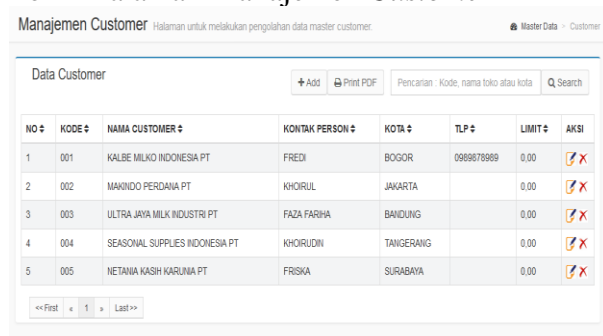 Manajemen Customer Halaman untuk melakukan pengolahan data master customer. Master Data > Customer
Data Customer + Add Print PDF Pencarian : Kode, nama toko atau kota Search
NO KODE NAMA CUSTOMER KONTAK PERSON KOTA TLP LIMIT AKSI
1 001 KALBE MILKO INDONESIA PT FREDI BOGOR 0989878989 0,00
2 002 MAKINDO PERDANA PT KHOIRUL JAKARTA 0,00
3 003 ULTRA JAYA MILK INDUSTRI PT FAZA FARIHA BANDUNG 0,00
4 004 SEASONAL SUPPLIES INDONESIA PT KHOIRUDIN TANGERANG 0,00
5 005 NETANIA KASIH KARUNIA PT FRISKA SURABAYA 0,00
<< First « 1 » Last >>